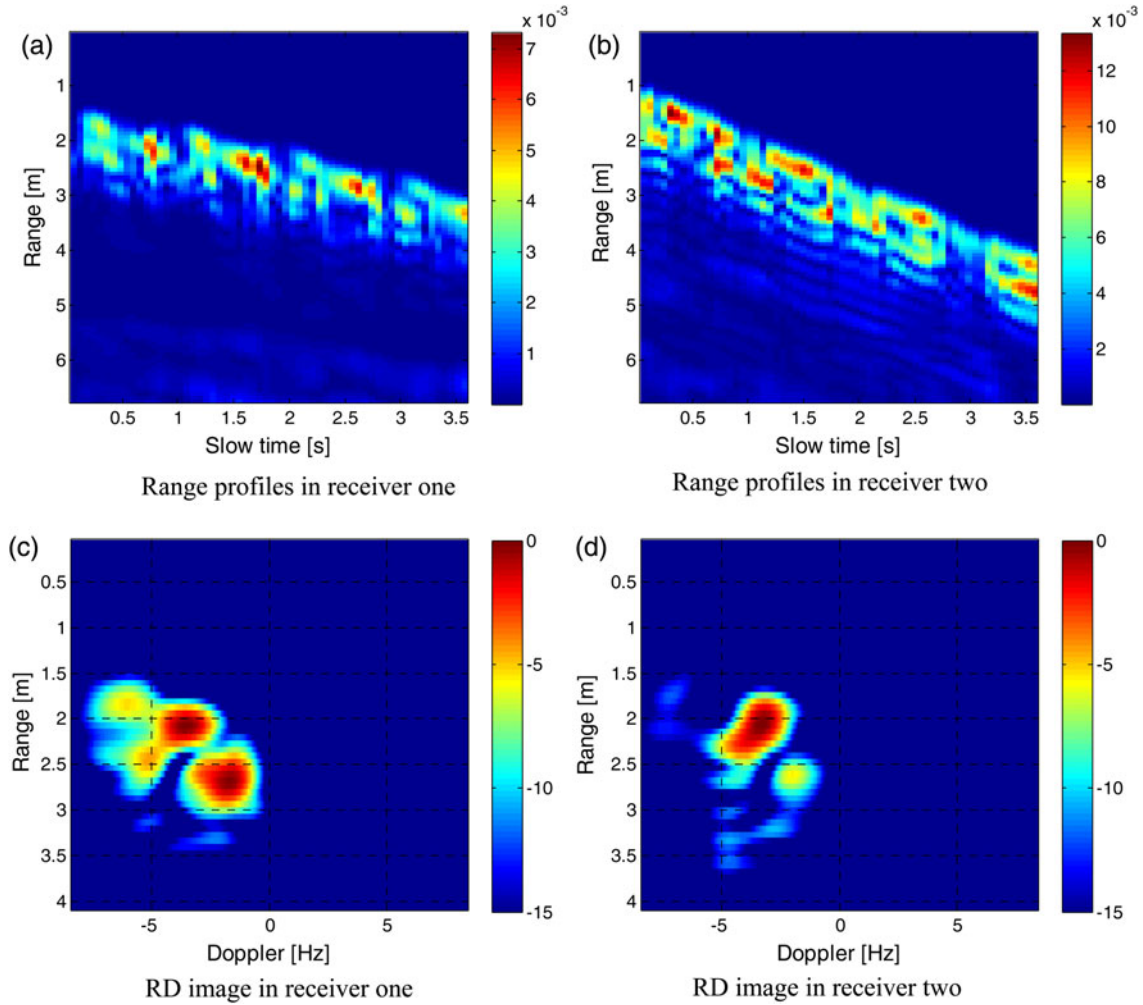 (a)
x 10⁻³
Range [m]
1
2
3
4
5
6
0.5 1 1.5 2 2.5 3 3.5
Slow time [s]
7
6
5
4
3
2
1
Range profiles in receiver one
(b)
x 10⁻³
Range [m]
1
2
3
4
5
6
0.5 1 1.5 2 2.5 3 3.5
Slow time [s]
12
10
8
6
4
2
Range profiles in receiver two
(c)
Range [m]
0.5
1
1.5
2
2.5
3
3.5
4
-5 0 5
Doppler [Hz]
0
-5
-10
-15
RD image in receiver one
(d)
Range [m]
0.5
1
1.5
2
2.5
3
3.5
4
-5 0 5
Doppler [Hz]
0
-5
-10
-15
RD image in receiver two